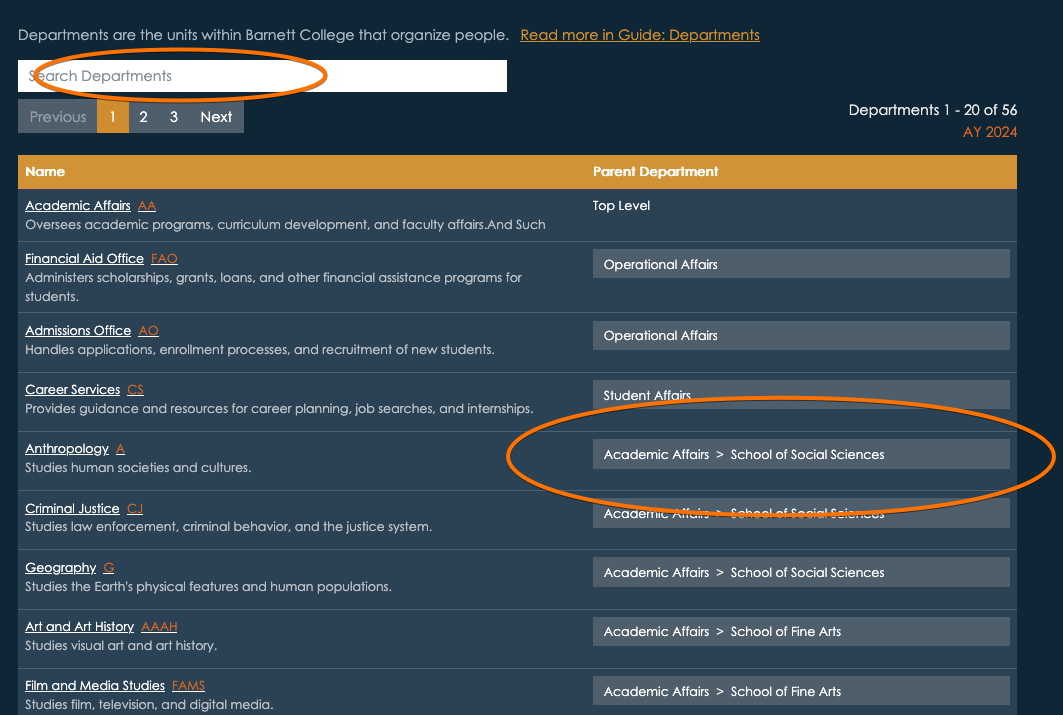 Departments are the units within Barnett College that organize people. Read more in Guide: Departments
Search Departments
Previous 1 2 3 Next
Departments 1 - 20 of 56
AY 2024
Name Parent Department
Academic Affairs AA Top Level
Oversees academic programs, curriculum development, and faculty affairs.And Such
Financial Aid Office FAO Operational Affairs
Administers scholarships, grants, loans, and other financial assistance programs for
students.
Admissions Office AO Operational Affairs
Handles applications, enrollment processes, and recruitment of new students.
Career Services CS Student Affairs
Provides guidance and resources for career planning, job searches, and internships.
Anthropology A Academic Affairs > School of Social Sciences
Studies human societies and cultures.
Criminal Justice CJ Academic Affairs > School of Social Sciences
Studies law enforcement, criminal behavior, and the justice system.
Geography G Academic Affairs > School of Social Sciences
Studies the Earth's physical features and human populations.
Art and Art History AAAH Academic Affairs > School of Fine Arts
Studies visual art and art history.
Film and Media Studies FAMS Academic Affairs > School of Fine Arts
Studies film, television, and digital media.